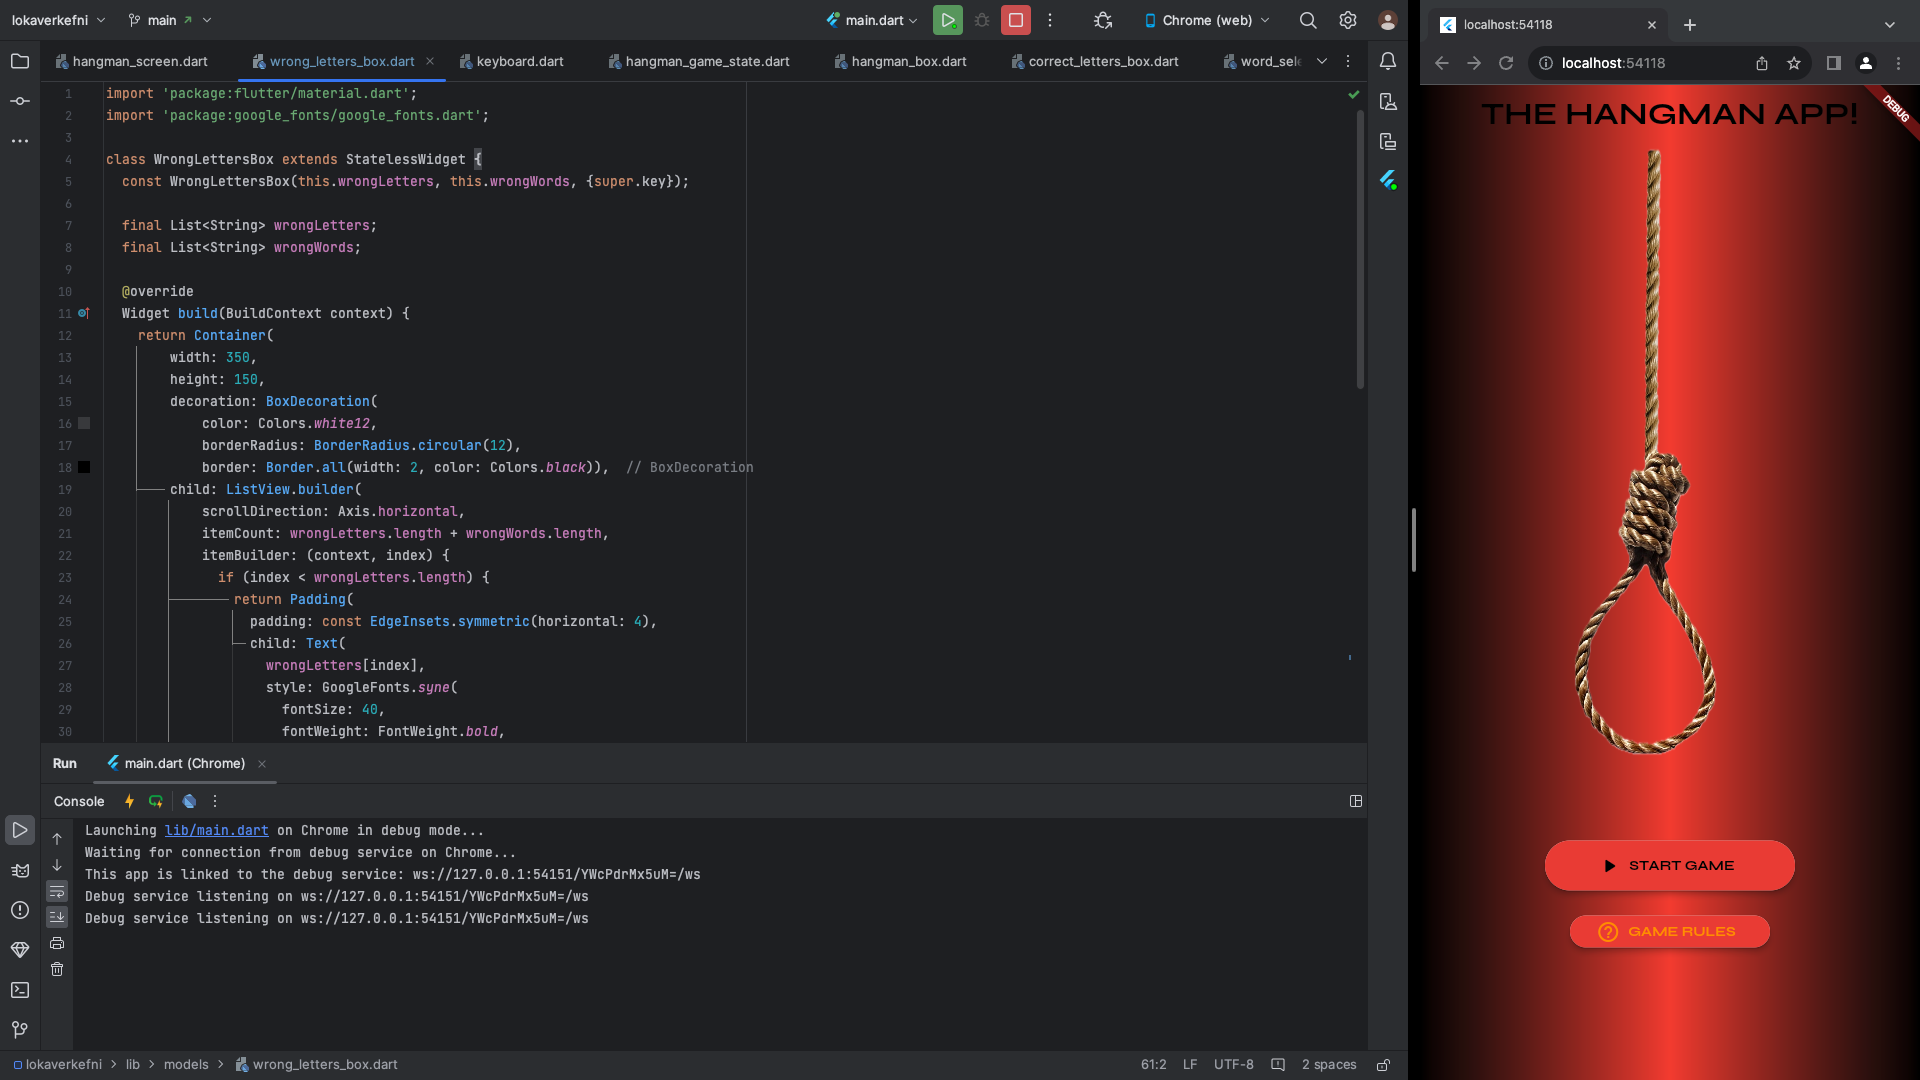 lokaverkefni main main.dart Chrome (web)
hangman_screen.dart wrong_letters_box.dart keyboard.dart hangman_game_state.dart hangman_box.dart correct_letters_box.dart word_sele
1 import 'package:flutter/material.dart';
2 import 'package:google_fonts/google_fonts.dart';
3
4 class WrongLettersBox extends StatelessWidget {
5 const WrongLettersBox(this.wrongLetters, this.wrongWords, {super.key});
6
7 final List<String> wrongLetters;
8 final List<String> wrongWords;
9
10 @override
11 Widget build(BuildContext context) {
12 return Container(
13 width: 350,
14 height: 150,
15 decoration: BoxDecoration(
16 color: Colors.white12,
17 borderRadius: BorderRadius.circular(12),
18 border: Border.all(width: 2, color: Colors.black)), // BoxDecoration
19 child: ListView.builder(
20 scrollDirection: Axis.horizontal,
21 itemCount: wrongLetters.length + wrongWords.length,
22 itemBuilder: (context, index) {
23 if (index < wrongLetters.length) {
24 return Padding(
25 padding: const EdgeInsets.symmetric(horizontal: 4),
26 child: Text(
27 wrongLetters[index],
28 style: GoogleFonts.syne(
29 fontSize: 40,
30 fontWeight: FontWeight.bold,
Run main.dart (Chrome)
Console
Launching lib/main.dart on Chrome in debug mode...
Waiting for connection from debug service on Chrome...
This app is linked to the debug service: ws://127.0.0.1:54151/YWcPdrMx5uM=/ws
Debug service listening on ws://127.0.0.1:54151/YWcPdrMx5uM=/ws
Debug service listening on ws://127.0.0.1:54151/YWcPdrMx5uM=/ws
lokaverkefni lib models wrong_letters_box.dart 61:2 LF UTF-8 2 spaces
localhost:54118
localhost:54118
DEBUG
THE HANGMAN APP!
START GAME
GAME RULES